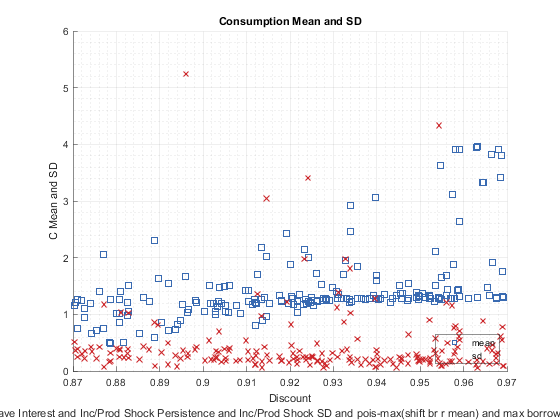 Consumption Mean and SD
C Mean and SD
6
5
4
3
2
1
0
mean
sd
0.87 0.88 0.89 0.9 0.91 0.92 0.93 0.94 0.95 0.96 0.97
Discount
ave Interest and Inc/Prod Shock Persistence and Inc/Prod Shock SD and pois-max(shift br r mean) and max borrow